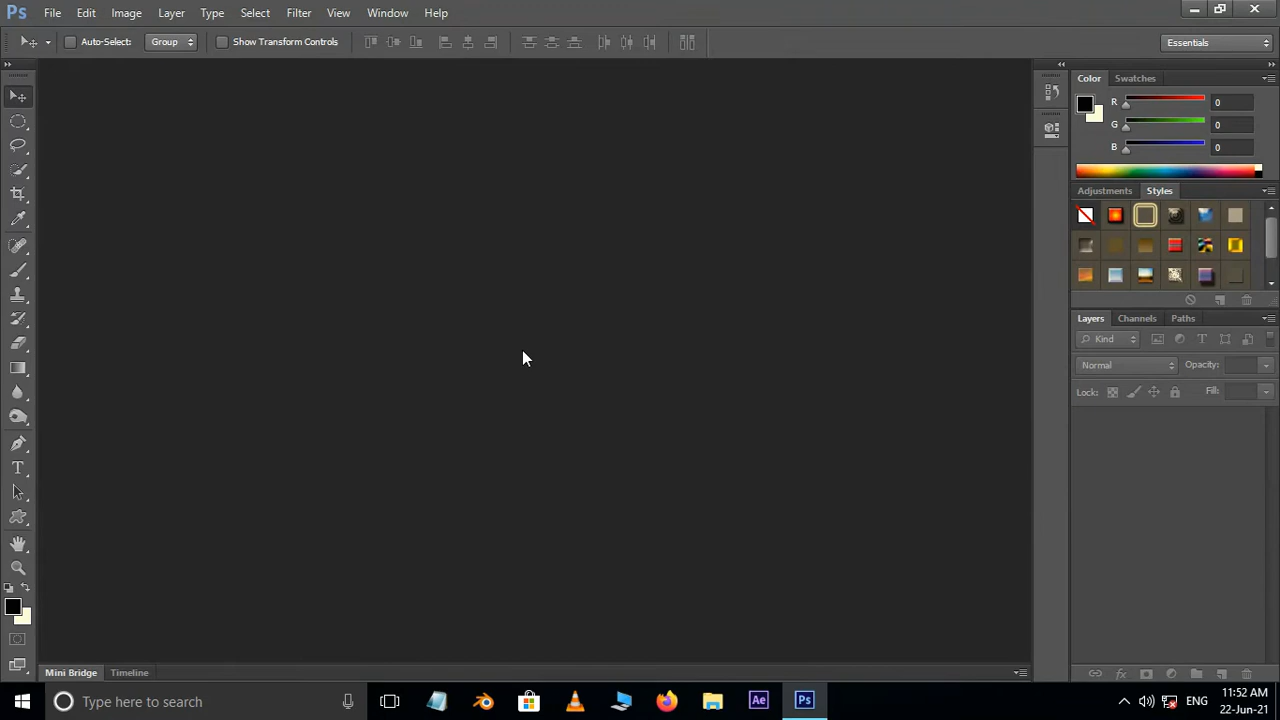 Ps File Edit Image Layer Type Select Filter View Window Help
Auto-Select: Group Show Transform Controls Essentials
Color Swatches
R 0
G 0
B 0
Adjustments Styles
Layers Channels Paths
Kind T
Normal Opacity:
Lock: Fill:
T
Mini Bridge Timeline
Type here to search Ae Ps ENG 11:52 AM
22-Jun-21